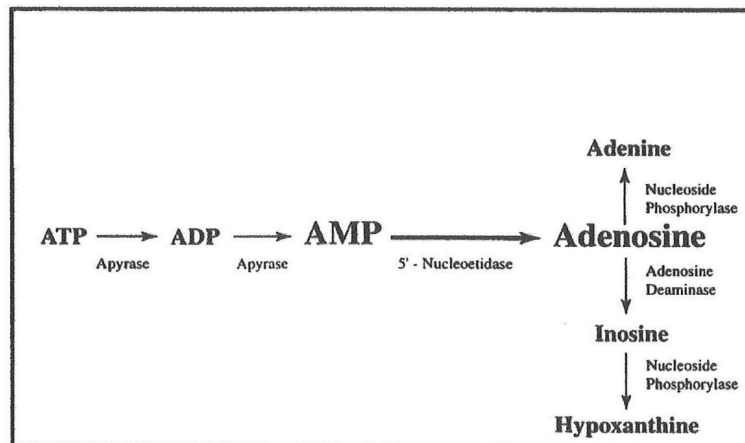 Adenine
Nucleoside
Phosphorylase
ATP ADP AMP Adenosine
Apyrase Apyrase 5' - Nucleoetidase
Adenosine
Deaminase
Inosine
Nucleoside
Phosphorylase
Hypoxanthine